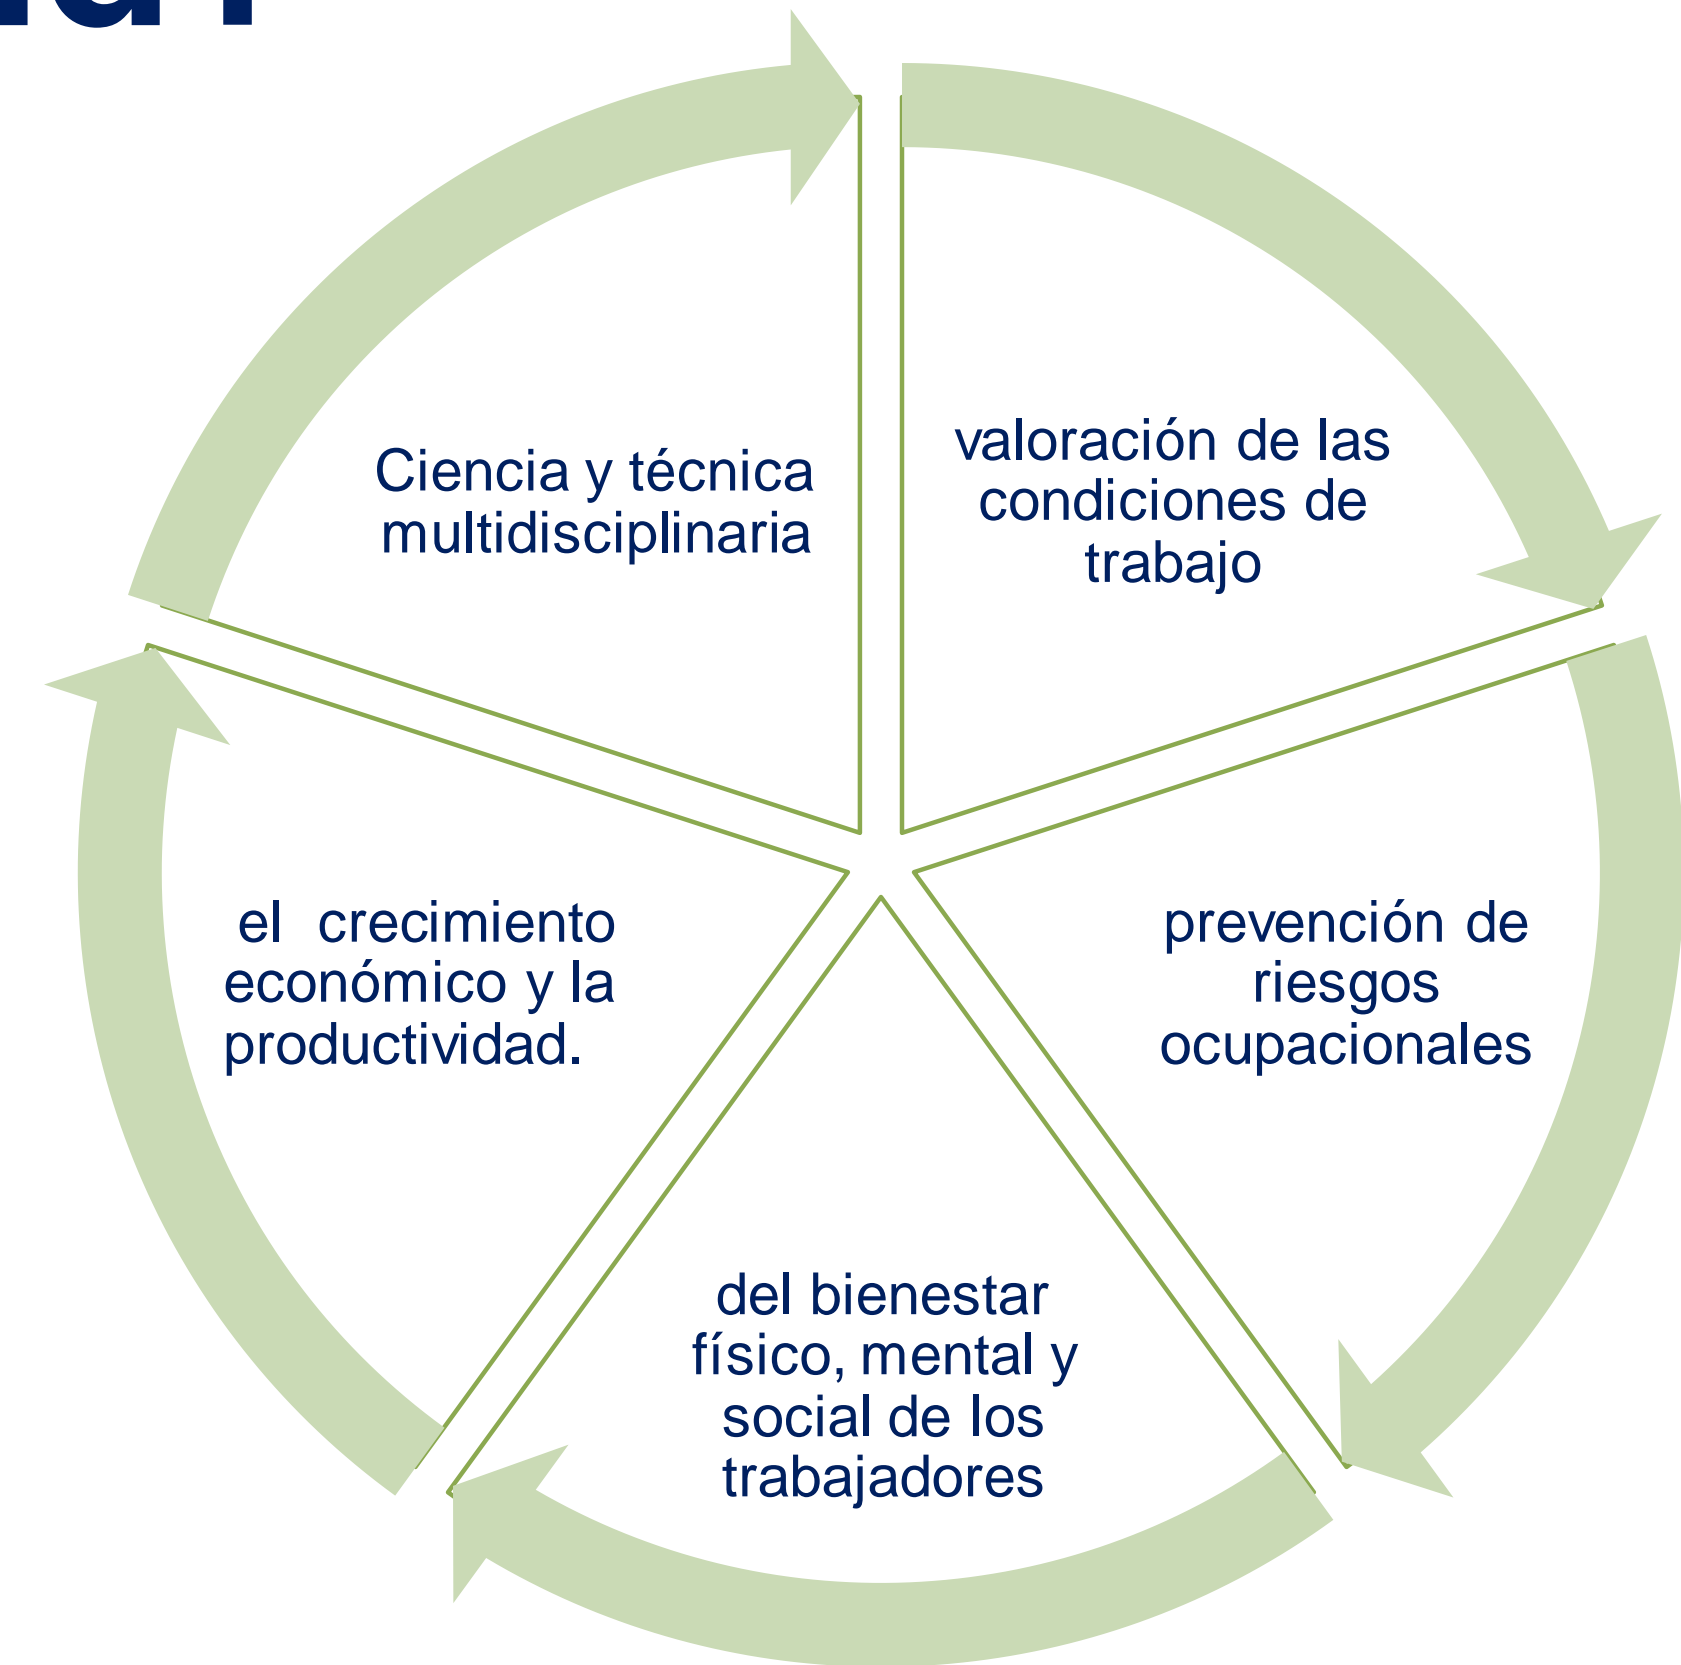 Ciencia y técnica
multidisciplinaria
valoración de las
condiciones de
trabajo
prevención de
riesgos
ocupacionales
del bienestar
físico, mental y
social de los
trabajadores
el crecimiento
económico y la
productividad.